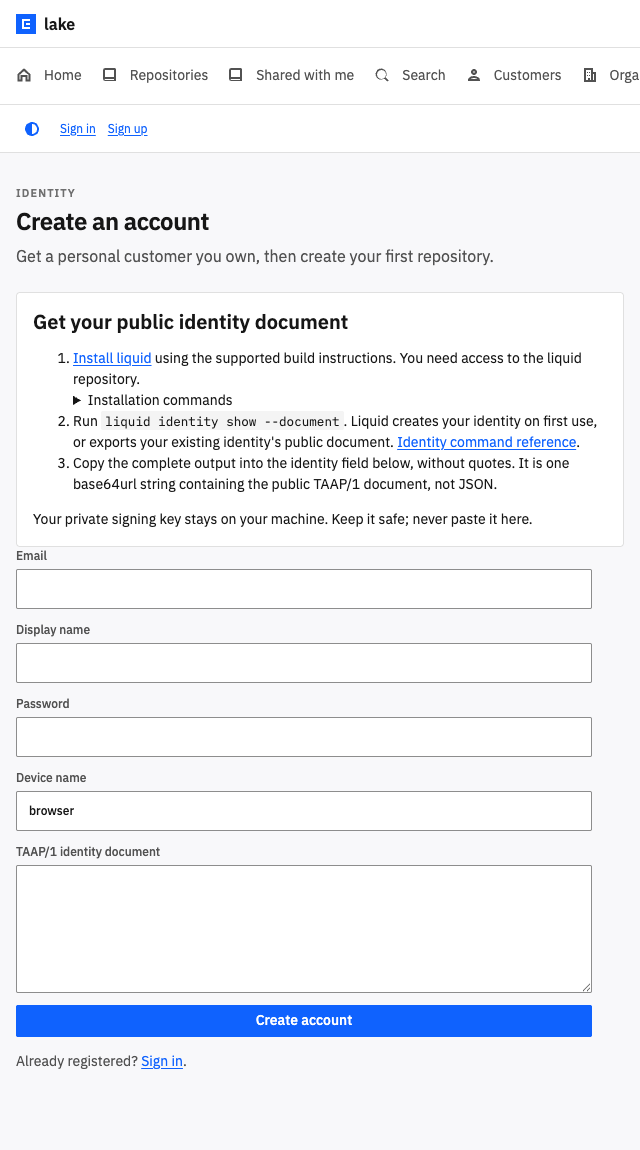 lake
Home Repositories Shared with me Search Customers Orga
Sign in Sign up
IDENTITY
Create an account
Get a personal customer you own, then create your first repository.
Get your public identity document
1. Install liquid using the supported build instructions. You need access to the liquid
repository.
Installation commands
2. Run liquid identity show --document. Liquid creates your identity on first use,
or exports your existing identity's public document. Identity command reference.
3. Copy the complete output into the identity field below, without quotes. It is one
base64url string containing the public TAAP/1 document, not JSON.
Your private signing key stays on your machine. Keep it safe; never paste it here.
Email
Display name
Password
Device name
browser
TAAP/1 identity document
Create account
Already registered? Sign in.